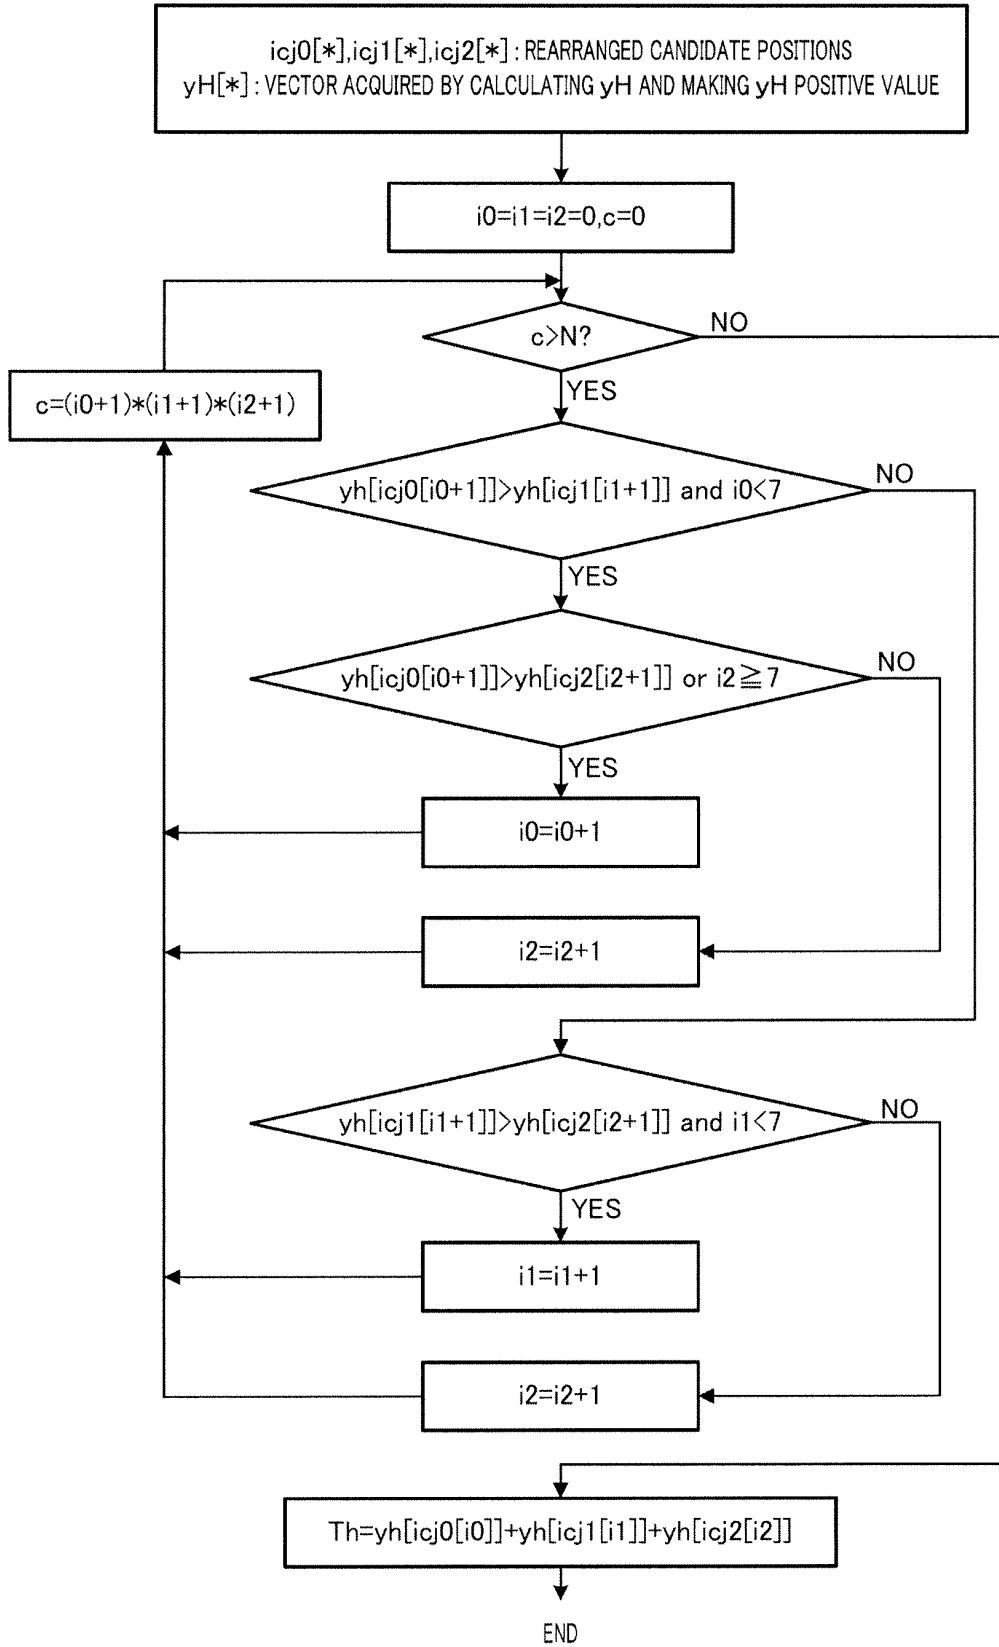 icj0[*],icj1[*],icj2[*] : REARRANGED CANDIDATE POSITIONS
yH[*] : VECTOR ACQUIRED BY CALCULATING yH AND MAKING yH POSITIVE VALUE
i0=i1=i2=0,c=0
c>N?
NO
YES
c=(i0+1)*(i1+1)*(i2+1)
yh[icj0[i0+1]]>yh[icj1[i1+1]] and i0<7
NO
YES
yh[icj0[i0+1]]>yh[icj2[i2+1]] or i2≧7
NO
YES
i0=i0+1
i2=i2+1
yh[icj1[i1+1]]>yh[icj2[i2+1]] and i1<7
NO
YES
i1=i1+1
i2=i2+1
Th=yh[icj0[i0]]+yh[icj1[i1]]+yh[icj2[i2]]
END